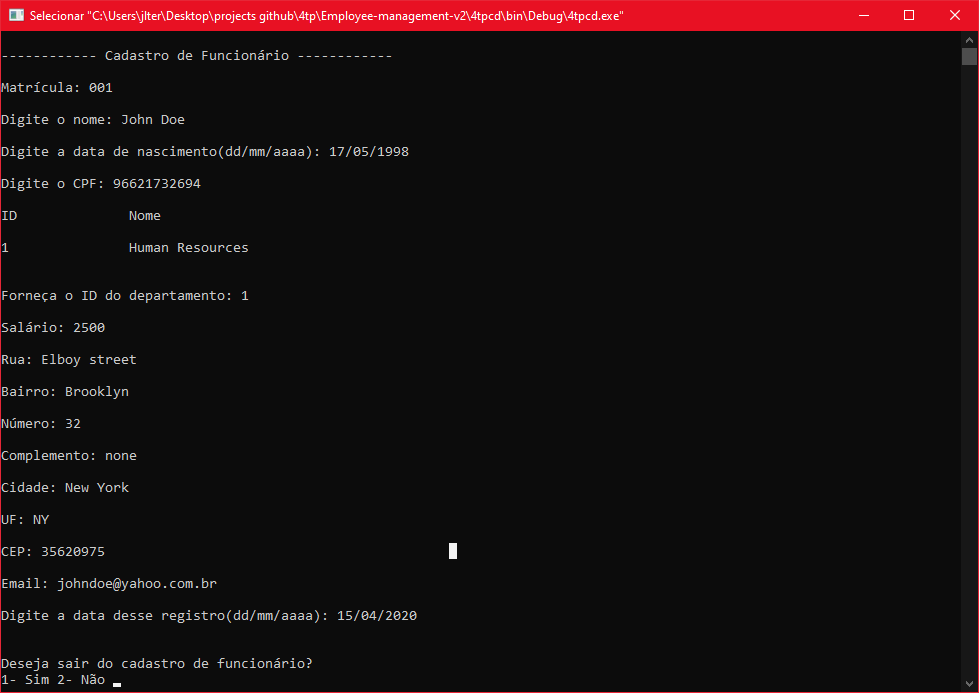 Selecionar "C:\Users\jlter\Desktop\projects github\4tp\Employee-management-v2\4tpcd\bin\Debug\4tpcd.exe"
------------ Cadastro de Funcionário ------------
Matrícula: 001
Digite o nome: John Doe
Digite a data de nascimento(dd/mm/aaaa): 17/05/1998
Digite o CPF: 96621732694
ID Nome
1 Human Resources
Forneça o ID do departamento: 1
Salário: 2500
Rua: Elboy street
Bairro: Brooklyn
Número: 32
Complemento: none
Cidade: New York
UF: NY
CEP: 35620975
Email: johndoe@yahoo.com.br
Digite a data desse registro(dd/mm/aaaa): 15/04/2020
Deseja sair do cadastro de funcionário?
1- Sim 2- Não